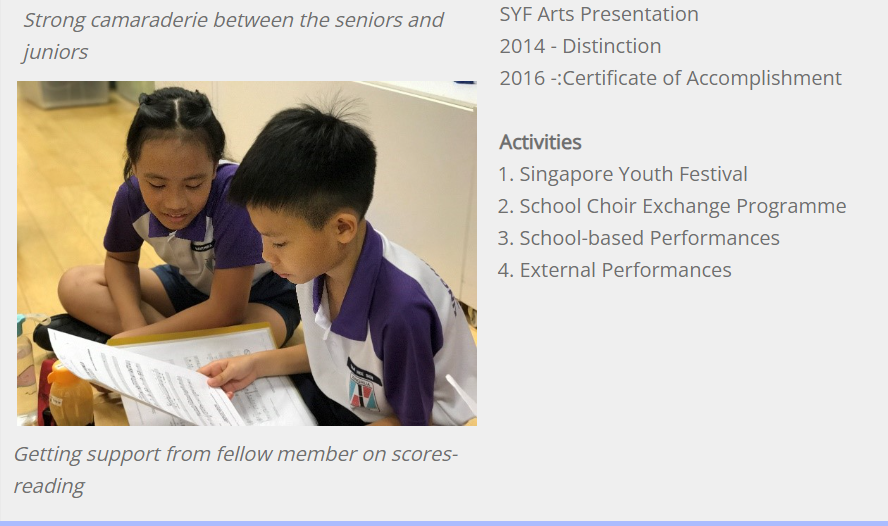 Strong camaraderie between the seniors and
juniors
Getting support from fellow member on scores-
reading
SYF Arts Presentation
2014 - Distinction
2016 -:Certificate of Accomplishment
Activities
1. Singapore Youth Festival
2. School Choir Exchange Programme
3. School-based Performances
4. External Performances